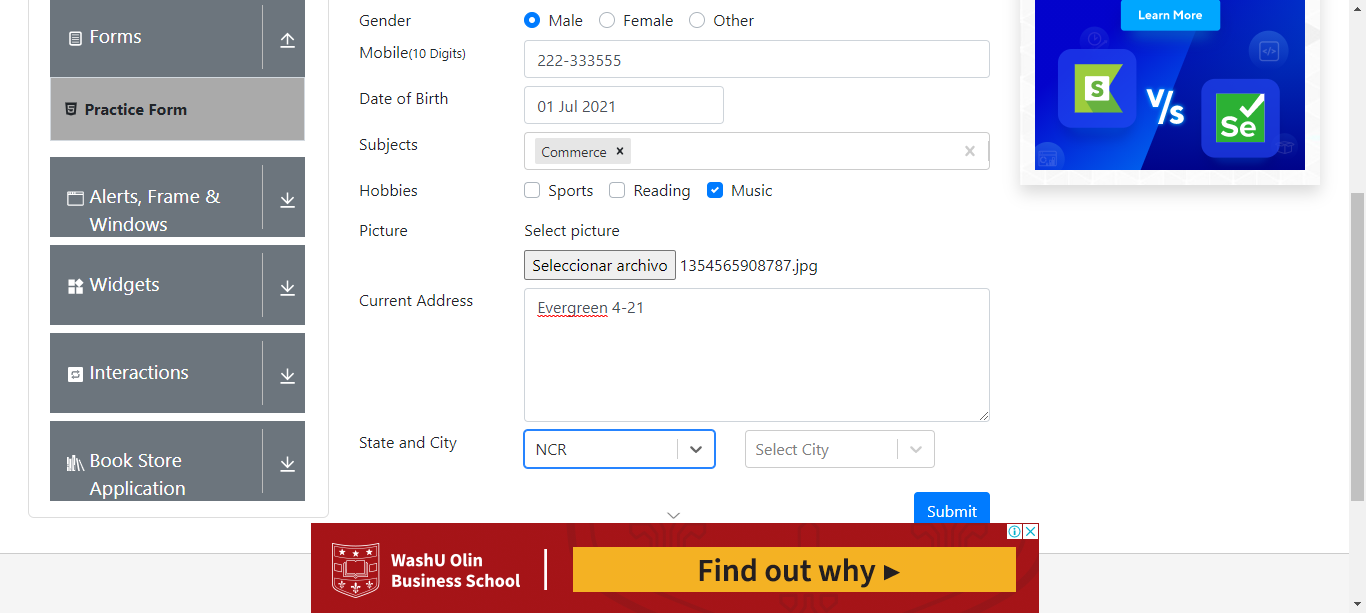 Forms
Practice Form
Alerts, Frame &
Windows
Widgets
Interactions
Book Store
Application
Gender
Male Female Other
Mobile(10 Digits)
222-333555
Date of Birth
01 Jul 2021
Subjects
Commerce ×
Hobbies
Sports Reading Music
Picture
Select picture
Seleccionar archivo 1354565908787.jpg
Current Address
Evergreen 4-21
State and City
NCR
Select City
Submit
Learn More
S
V/s
Se
WashU Olin
Business School
Find out why ▸